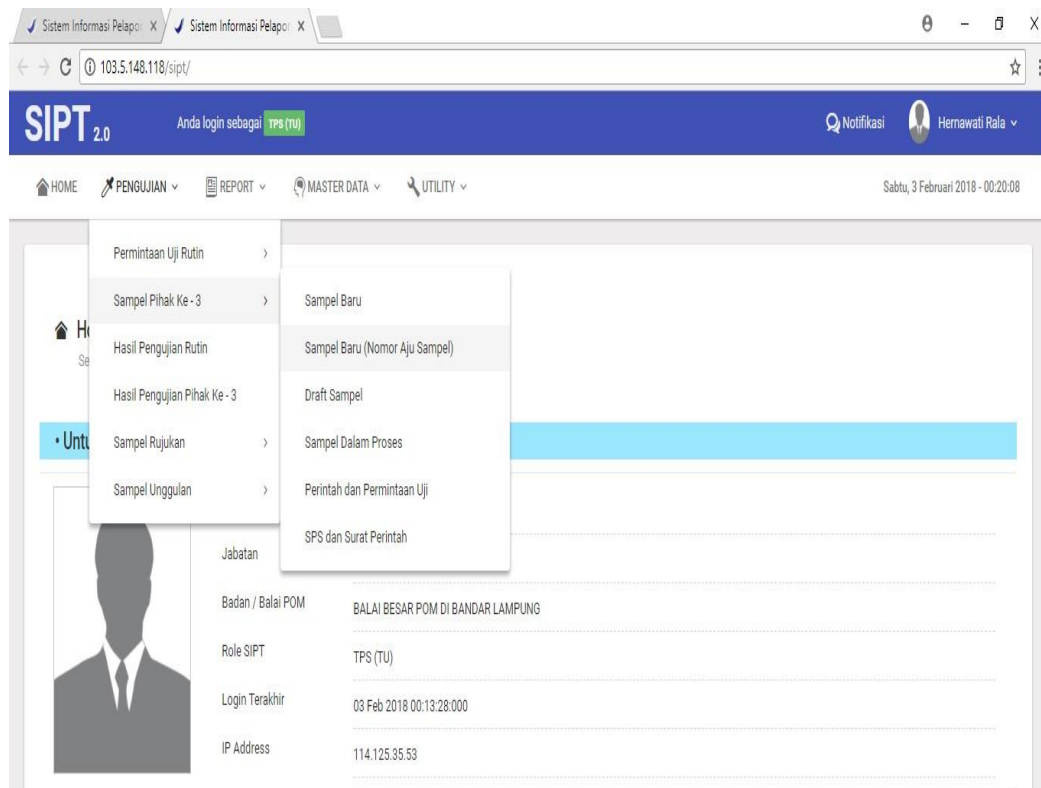 Sistem Informasi Pelapor
Sistem Informasi Pelapor
103.5.148.118/sipt/
SIPT 2.0
Anda login sebagai TPS (TU)
Notifikasi
Hernawati Rala
HOME
PENGUJIAN
REPORT
MASTER DATA
UTILITY
Sabtu, 3 Februari 2018 - 00:20:08
Permintaan Uji Rutin
Sampel Pihak Ke - 3
Hasil Pengujian Rutin
Hasil Pengujian Pihak Ke - 3
Sampel Rujukan
Sampel Unggulan
Sampel Baru
Sampel Baru (Nomor Aju Sampel)
Draft Sampel
Sampel Dalam Proses
Perintah dan Permintaan Uji
SPS dan Surat Perintah
Jabatan
Badan / Balai POM
BALAI BESAR POM DI BANDAR LAMPUNG
Role SIPT
TPS (TU)
Login Terakhir
03 Feb 2018 00:13:28:000
IP Address
114.125.35.53